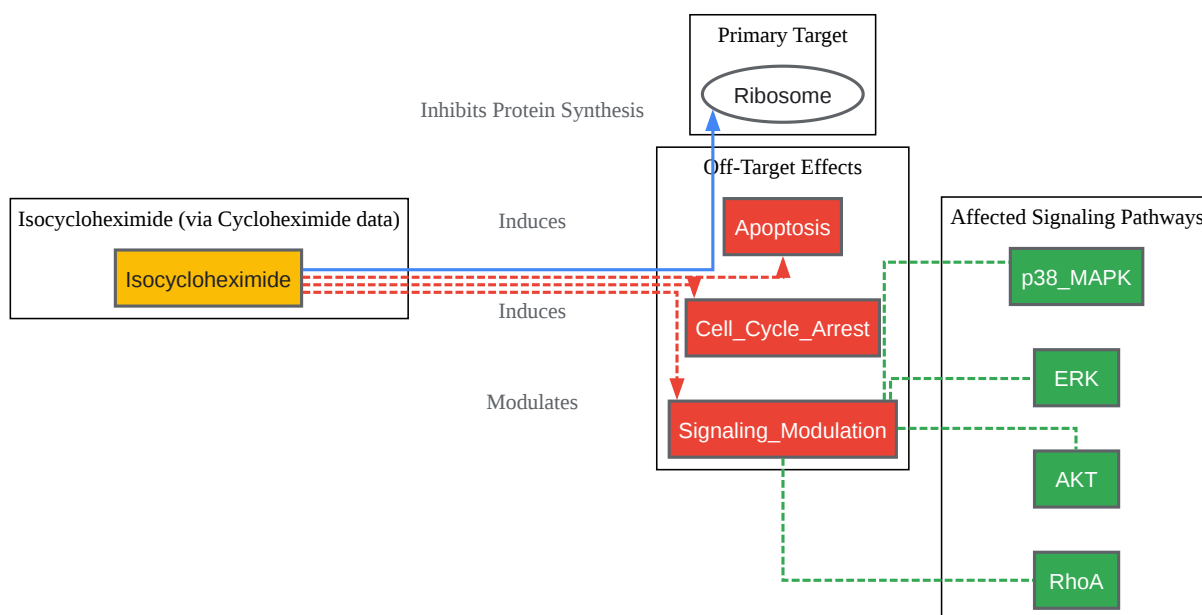 Primary Target
Ribosome
Inhibits Protein Synthesis
Off-Target Effects
Isocycloheximide (via Cycloheximide data)
Isocycloheximide
Induces
Apoptosis
Induces
Cell_Cycle_Arrest
Modulates
Signaling_Modulation
Affected Signaling Pathways
p38_MAPK
ERK
AKT
RhoA